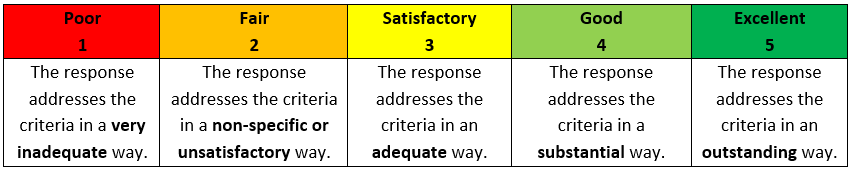 Poor
1
The response
addresses the
criteria in a very
inadequate way.
Fair
2
The response
addresses the criteria
in a non-specific or
unsatisfactory way.
Satisfactory
3
The response
addresses the
criteria in an
adequate way.
Good
4
The response
addresses the
criteria in a
substantial way.
Excellent
5
The response
addresses the
criteria in an
outstanding way.